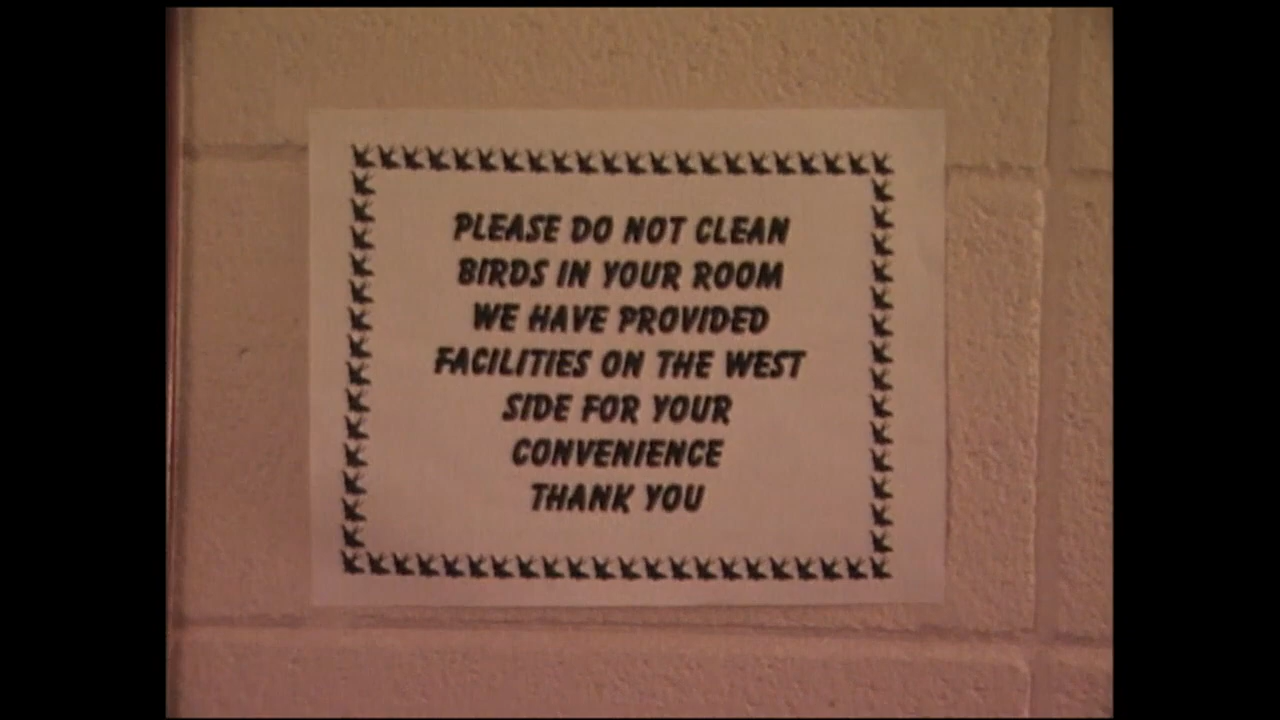 PLEASE DO NOT CLEAN
BIRDS IN YOUR ROOM
WE HAVE PROVIDED
FACILITIES ON THE WEST
SIDE FOR YOUR
CONVENIENCE
THANK YOU